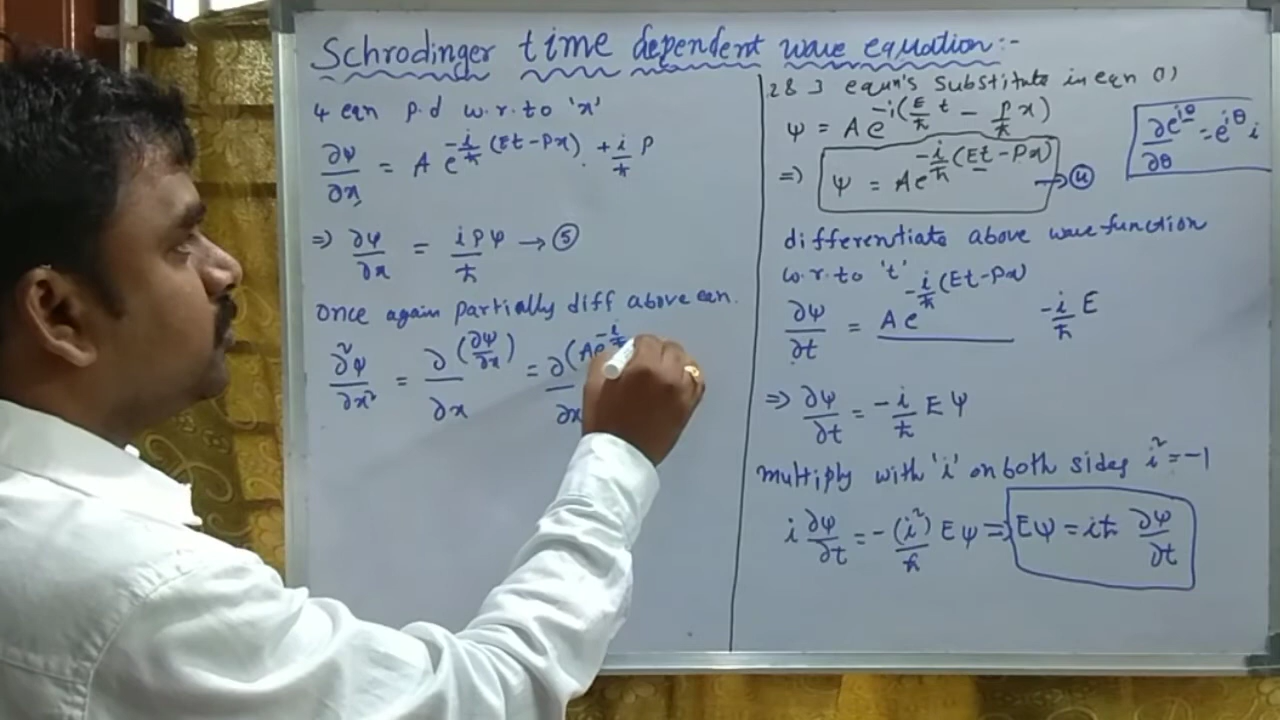 Schrodinger time dependent wave equation:-
4 eqn p.d w.r.to 'x'
∂ψ/∂x = A e^{-i/ħ (Et-Px)} . +i/ħ P
=> ∂ψ/∂x = iPψ/ħ → ⑤
once again partially diff above eqn.
∂²ψ/∂x² = ∂/∂x (∂ψ/∂x) = ∂/∂x (Ae^{-i/ħ
2 & 3 equn's substitute in eqn (1)
ψ = A e^{-i(E/ħ t - P/ħ x)}
=> ψ = Ae^{-i/ħ (Et-Px)} → ④
∂e^{iθ}/∂θ = e^{iθ} i
differentiate above wave function
w.r.to 't'
∂ψ/∂t = A e^{-i/ħ (Et-Px)} -i/ħ E
=> ∂ψ/∂t = -i/ħ E ψ
multiply with 'i' on both sides i² = -1
i ∂ψ/∂t = -(i²)/ħ Eψ => Eψ = iħ ∂ψ/∂t